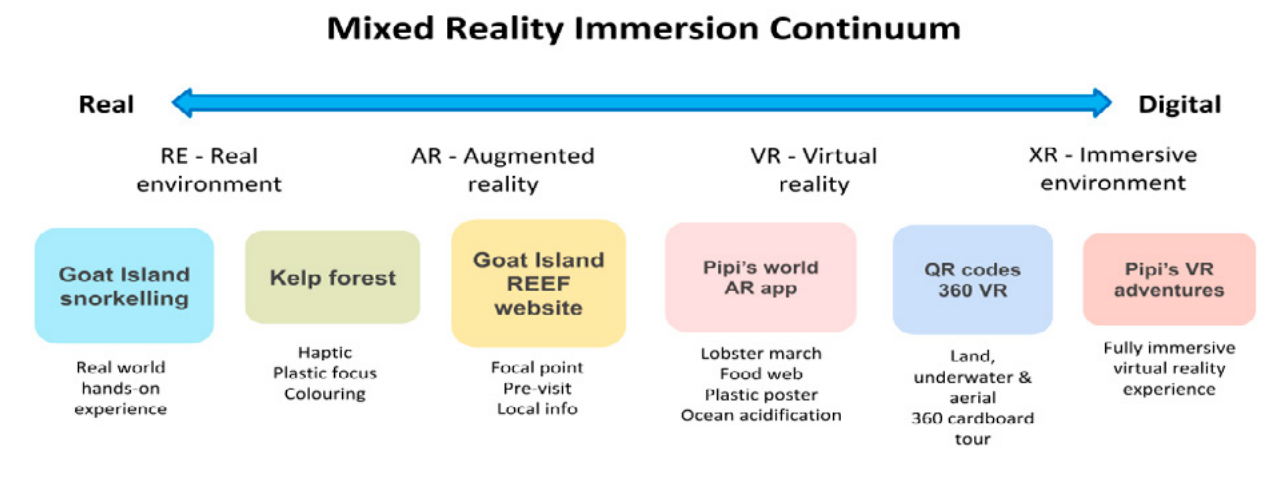 Mixed Reality Immersion Continuum
Real
Digital
RE - Real
environment
AR - Augmented
reality
VR - Virtual
reality
XR - Immersive
environment
Goat Island
snorkelling
Kelp forest
Goat Island
REEF
website
Pipi's world
AR app
QR codes
360 VR
Pipi's VR
adventures
Real world
hands-on
experience
Haptic
Plastic focus
Colouring
Focal point
Pre-visit
Local info
Lobster march
Food web
Plastic poster
Ocean acidification
Land,
underwater &
aerial
360 cardboard
tour
Fully immersive
virtual reality
experience